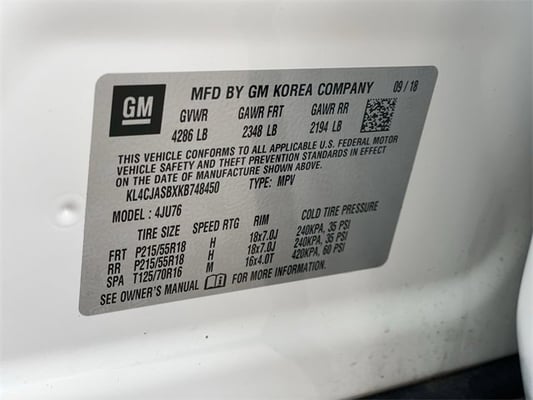 GM MFD BY GM KOREA COMPANY 09 / 18
GVWR GAWR FRT GAWR RR
4286 LB 2348 LB 2194 LB
THIS VEHICLE CONFORMS TO ALL APPLICABLE U.S. FEDERAL MOTOR
VEHICLE SAFETY AND THEFT PREVENTION STANDARDS IN EFFECT
ON THE DATE OF MANUFACTURE SHOWN ABOVE.
KL4CJASBXKB748450 TYPE: MPV
MODEL : 4JU76
TIRE SIZE SPEED RTG RIM COLD TIRE PRESSURE
FRT P215/55R18 H 18x7.0J 240KPA, 35 PSI
RR P215/55R18 H 18x7.0J 240KPA, 35 PSI
SPA T125/70R16 M 16x4.0T 420KPA, 60 PSI
SEE OWNER'S MANUAL FOR MORE INFORMATION.